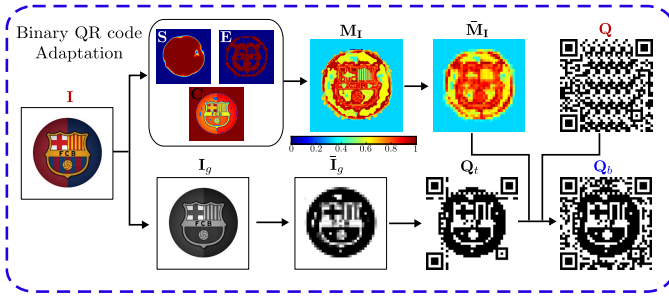 Binary QR code
Adaptation
S
E
C
M_I
M̄_I
Q
I
FCB
0
0.2
0.4
0.6
0.8
1
I_g
Ī_g
Q_t
Q_b
FCB